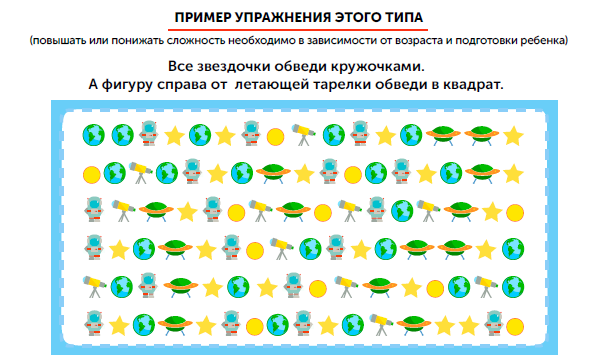 ПРИМЕР УПРАЖНЕНИЯ ЭТОГО ТИПА
(повышать или понижать сложность необходимо в зависимости от возраста и подготовки ребенка)
Все звездочки обведи кружочками.
А фигуру справа от летающей тарелки обведи в квадрат.